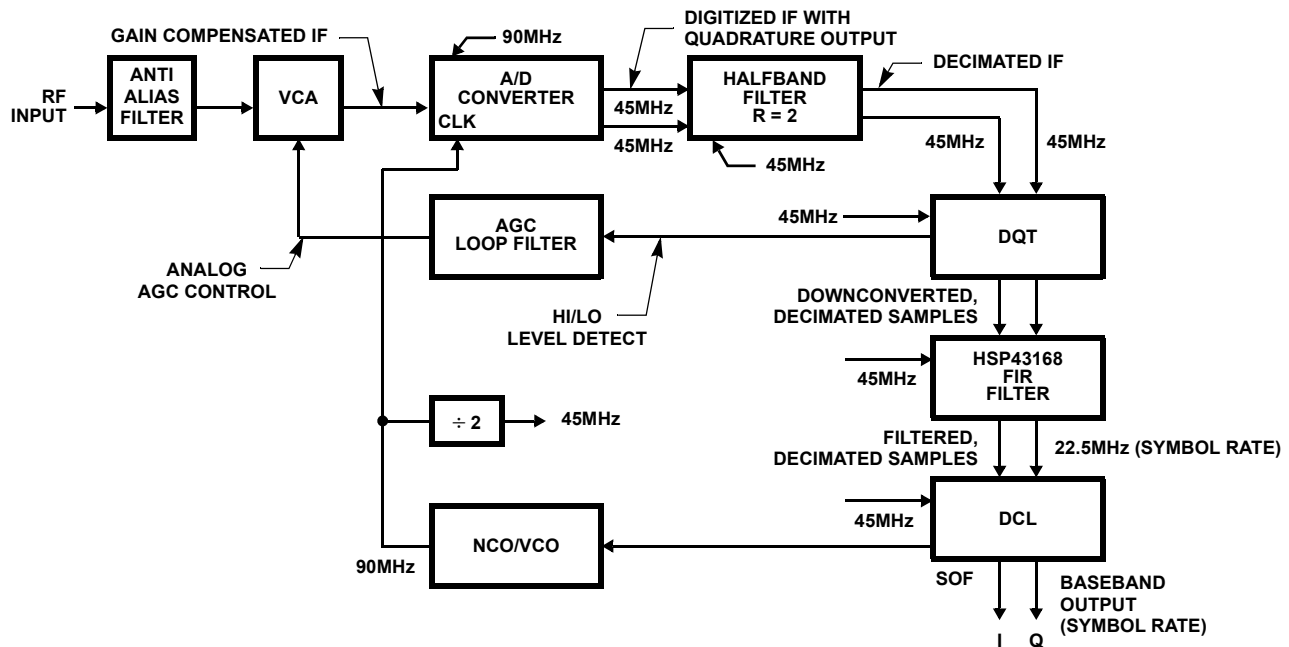 DIGITIZED IF WITH
QUADRATURE OUTPUT
GAIN COMPENSATED IF
90MHz
DECIMATED IF
RF
INPUT
ANTI
ALIAS
FILTER
VCA
A/D
CONVERTER
CLK
45MHz
45MHz
HALFBAND
FILTER
R = 2
45MHz
45MHz
45MHz
AGC
LOOP FILTER
45MHz
DQT
ANALOG
AGC CONTROL
HI/LO
LEVEL DETECT
DOWNCONVERTED,
DECIMATED SAMPLES
45MHz
HSP43168
FIR
FILTER
÷ 2
45MHz
FILTERED,
DECIMATED SAMPLES
22.5MHz (SYMBOL RATE)
45MHz
DCL
NCO/VCO
90MHz
SOF
BASEBAND
OUTPUT
(SYMBOL RATE)
I
Q